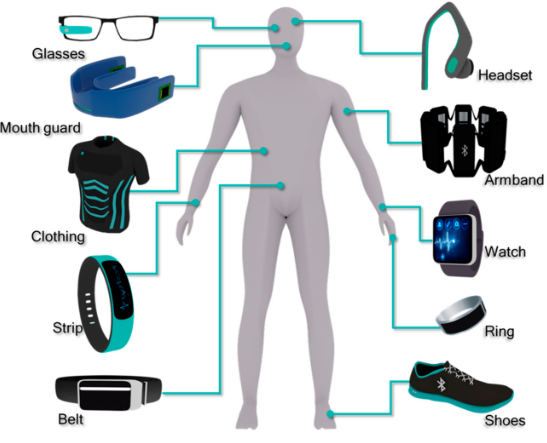 Glasses
Headset
Mouth guard
Armband
Clothing
Watch
Strip
Ring
Belt
Shoes